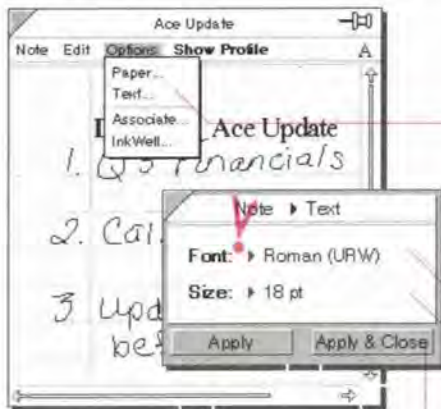 Ace Update
Note Edit Options Show Profile A
Paper...
Text...
Associate...
InkWell...
Ace Update
1. Q3 Financials
2. Cal
3. upd
be
Note ▸ Text
Font: ▸ Roman (URW)
Size: ▸ 18 pt
Apply Apply & Close